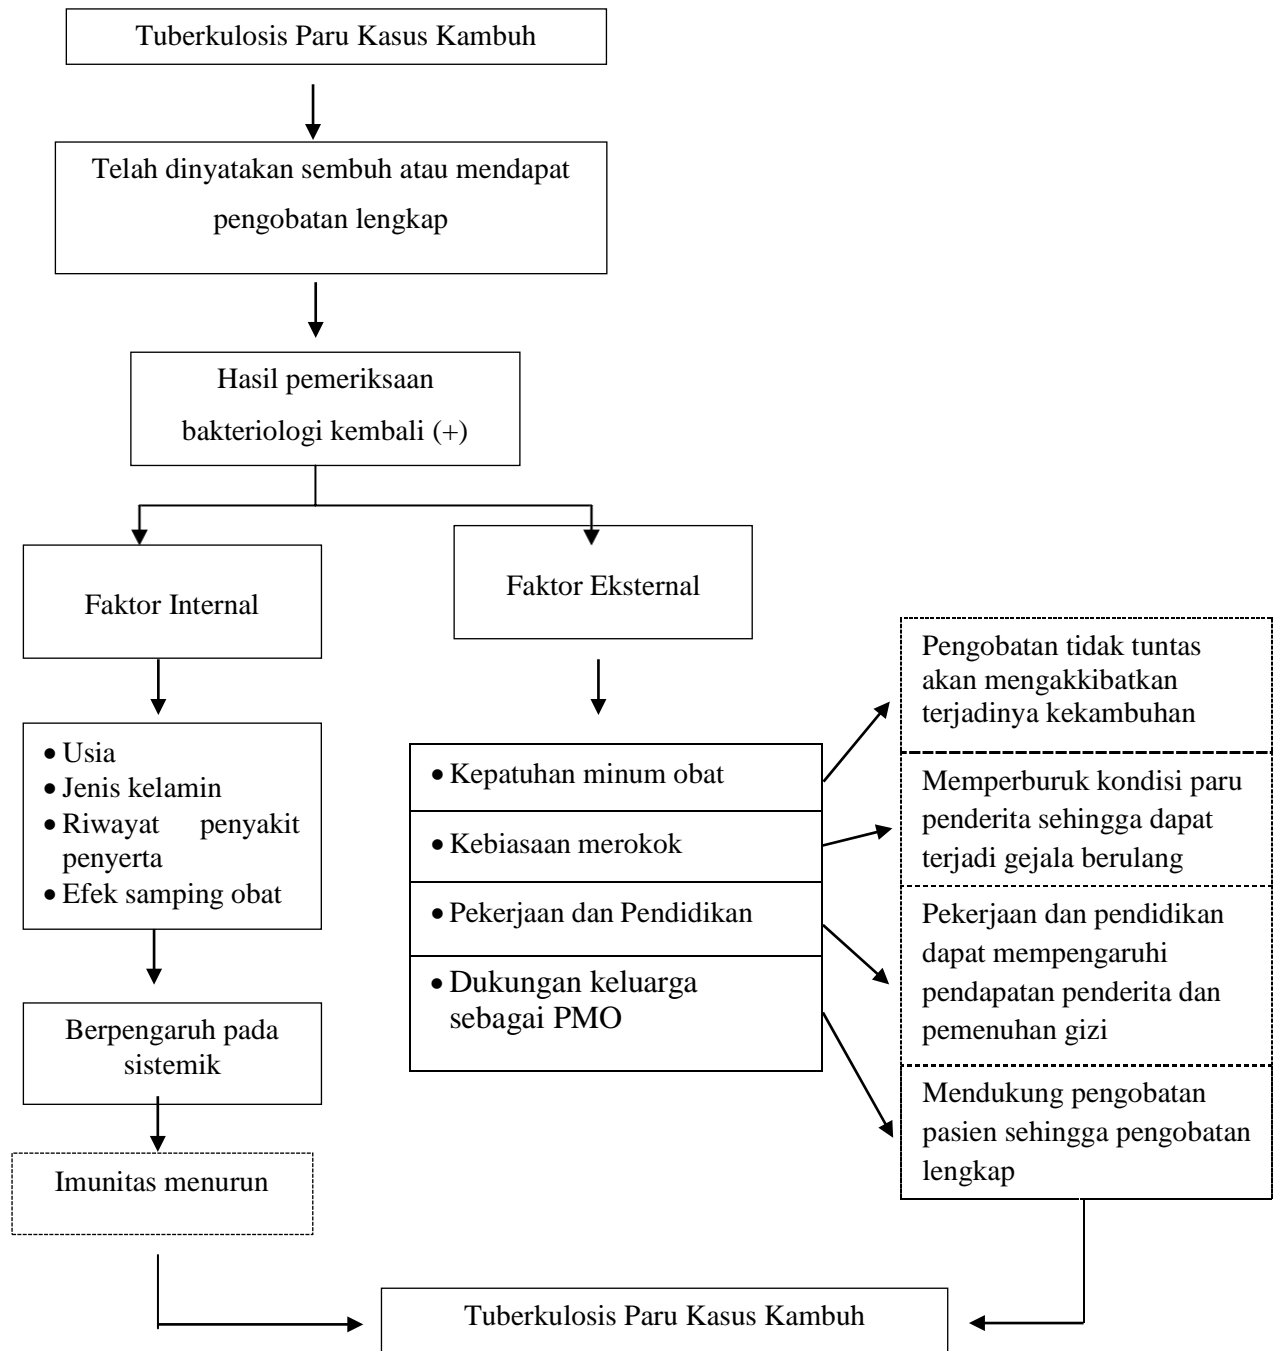 Tuberkulosis Paru Kasus Kambuh
Telah dinyatakan sembuh atau mendapat
pengobatan lengkap
Hasil pemeriksaan
bakteriologi kembali (+)
Faktor Internal
Faktor Eksternal
• Usia
• Jenis kelamin
• Riwayat penyakit
penyerta
• Efek samping obat
Berpengaruh pada
sistemik
Imunitas menurun
• Kepatuhan minum obat
• Kebiasaan merokok
• Pekerjaan dan Pendidikan
• Dukungan keluarga
sebagai PMO
Pengobatan tidak tuntas
akan mengakkibatkan
terjadinya kekambuhan
Memperburuk kondisi paru
penderita sehingga dapat
terjadi gejala berulang
Pekerjaan dan pendidikan
dapat mempengaruhi
pendapatan penderita dan
pemenuhan gizi
Mendukung pengobatan
pasien sehingga pengobatan
lengkap
Tuberkulosis Paru Kasus Kambuh